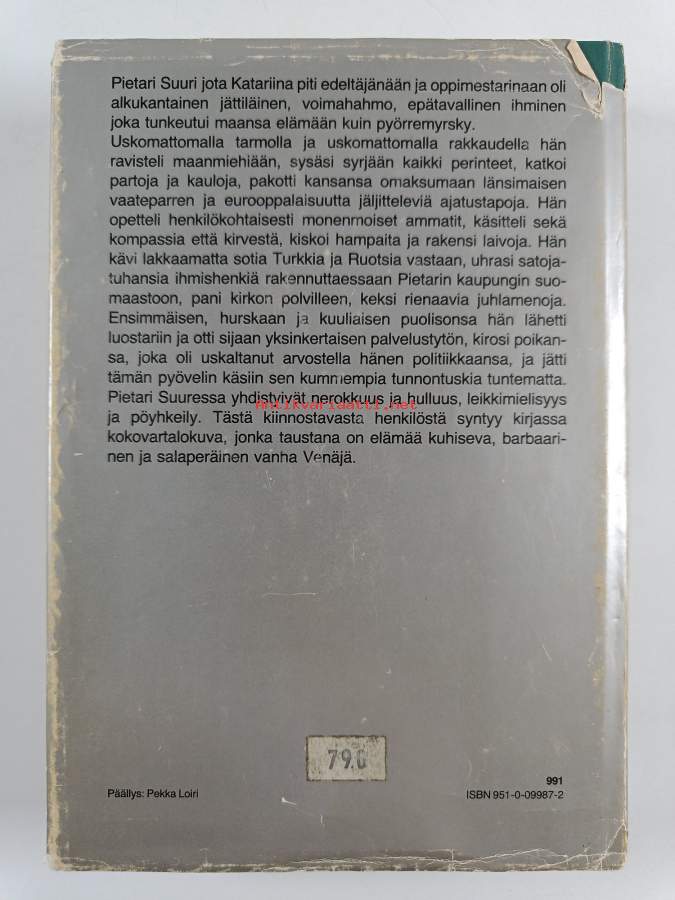 Pietari Suuri jota Katariina piti edeltäjänään ja oppimestarinaan oli
alkukantainen jättiläinen, voimahahmo, epätavallinen ihminen
joka tunkeutui maansa elämään kuin pyörremyrsky.
Uskomattomalla tarmolla ja uskomattomalla rakkaudella hän
ravisteli maanmiehiään, sysäsi syrjään kaikki perinteet, katkoi
partoja ja kauloja, pakotti kansansa omaksumaan länsimaisen
vaateparren ja eurooppalaisuutta jäljitteleviä ajatustapoja. Hän
opetteli henkilökohtaisesti monenmoiset ammatit, käsitteli sekä
kompassia että kirvestä, kiskoi hampaita ja rakensi laivoja. Hän
kävi lakkaamatta sotia Turkkia ja Ruotsia vastaan, uhrasi satoja-
tuhansia ihmishenkiä rakennuttaessaan Pietarin kaupungin suo-
maastoon, pani kirkon polvilleen, keksi rienaavia juhlamenoja.
Ensimmäisen, hurskaan ja kuuliaisen puolisonsa hän lähetti
luostariin ja otti sijaan yksinkertaisen palvelustytön, kirosi poikan-
sa, joka oli uskaltanut arvostella hänen politiikkaansa, ja jätti
tämän pyövelin käsiin sen kummempia tunnontuskia tuntematta.
Pietari Suuressa yhdistyivät nerokkuus ja hulluus, leikkimielisyys
ja pöyhkeily. Tästä kiinnostavasta henkilöstä syntyy kirjassa
antikvariaatti.net
kokovartalokuva, jonka taustana on elämää kuhiseva, barbaari-
nen ja salaperäinen vanha Venäjä.
790
991
Päällys: Pekka Loiri
ISBN 951-0-09987-2